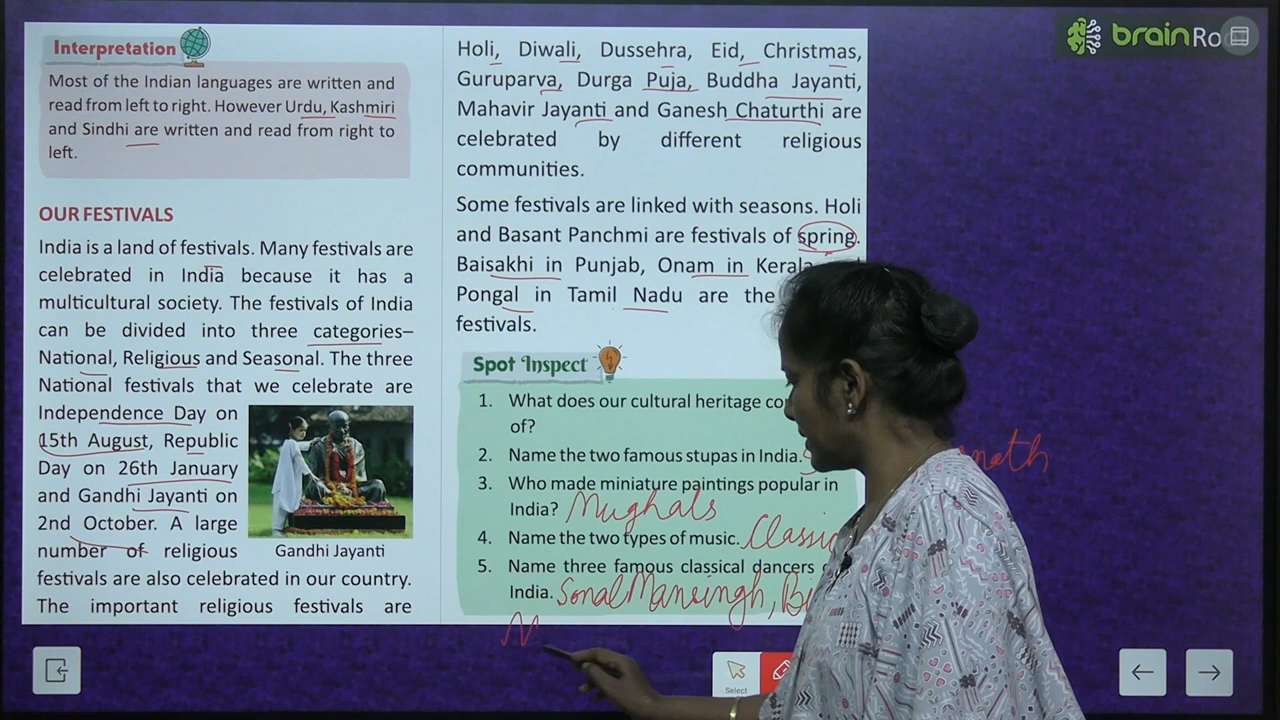 Interpretation
Most of the Indian languages are written and
read from left to right. However Urdu, Kashmiri
and Sindhi are written and read from right to
left.
OUR FESTIVALS
India is a land of festivals. Many festivals are
celebrated in India because it has a
multicultural society. The festivals of India
can be divided into three categories–
National, Religious and Seasonal. The three
National festivals that we celebrate are
Independence Day on
15th August, Republic
Day on 26th January
and Gandhi Jayanti on
2nd October. A large
number of religious
Gandhi Jayanti
festivals are also celebrated in our country.
The important religious festivals are
Holi, Diwali, Dussehra, Eid, Christmas,
Guruparva, Durga Puja, Buddha Jayanti,
Mahavir Jayanti and Ganesh Chaturthi are
celebrated by different religious
communities.
Some festivals are linked with seasons. Holi
and Basant Panchmi are festivals of spring.
Baisakhi in Punjab, Onam in Kerala
Pongal in Tamil Nadu are the
festivals.
Spot Inspect
1. What does our cultural heritage
of?
2. Name the two famous stupas in India.
3. Who made miniature paintings popular in
India? Mughals
4. Name the two types of music.
5. Name three famous classical dancers
India. Sonal Mansingh,
brain
Select